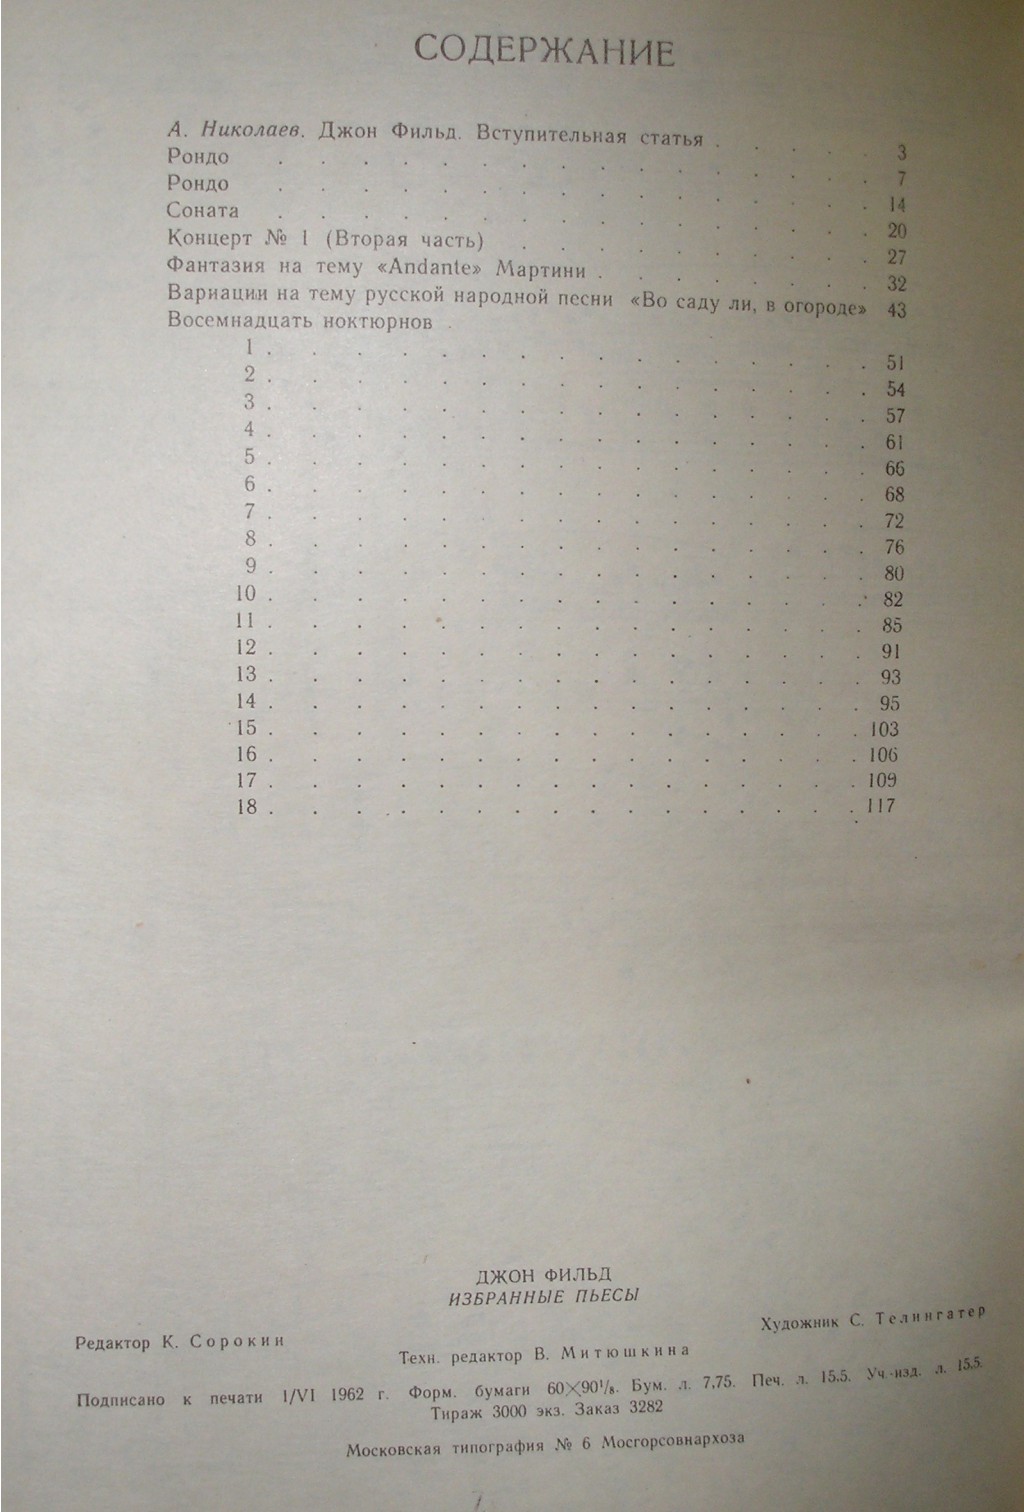 СОДЕРЖАНИЕ
А. Николаев. Джон Фильд. Вступительная статья . . . . . 3
Рондо . . . . . . . . . . . . . . . 7
Рондо . . . . . . . . . . . . . . . 14
Соната . . . . . . . . . . . . . . . 20
Концерт № 1 (Вторая часть) . . . . . . . . . 27
Фантазия на тему «Andante» Мартини . . . . . . . 32
Вариации на тему русской народной песни «Во саду ли, в огороде» 43
Восемнадцать ноктюрнов .
1 . . . . . . . . . . . . . . . 51
2 . . . . . . . . . . . . . . . 54
3 . . . . . . . . . . . . . . . 57
4 . . . . . . . . . . . . . . . 61
5 . . . . . . . . . . . . . . . 66
6 . . . . . . . . . . . . . . . 68
7 . . . . . . . . . . . . . . . 72
8 . . . . . . . . . . . . . . . 76
9 . . . . . . . . . . . . . . . 80
10 . . . . . . . . . . . . . . . 82
11 . . . . . . . . . . . . . . . 85
12 . . . . . . . . . . . . . . . 91
13 . . . . . . . . . . . . . . . 93
14 . . . . . . . . . . . . . . . 95
15 . . . . . . . . . . . . . . . 103
16 . . . . . . . . . . . . . . . 106
17 . . . . . . . . . . . . . . . 109
18 . . . . . . . . . . . . . . . 117
ДЖОН ФИЛЬД
ИЗБРАННЫЕ ПЬЕСЫ
Редактор К. Сорокин Техн. редактор В. Митюшкина Художник С. Телингатер
Подписано к печати 1/VI 1962 г. Форм. бумаги 60×90¹/₈. Бум. л. 7,75. Печ. л. 15.5. Уч.-изд. л. 15,5.
Тираж 3000 экз. Заказ 3282
Московская типография № 6 Мосгорсовнархоза